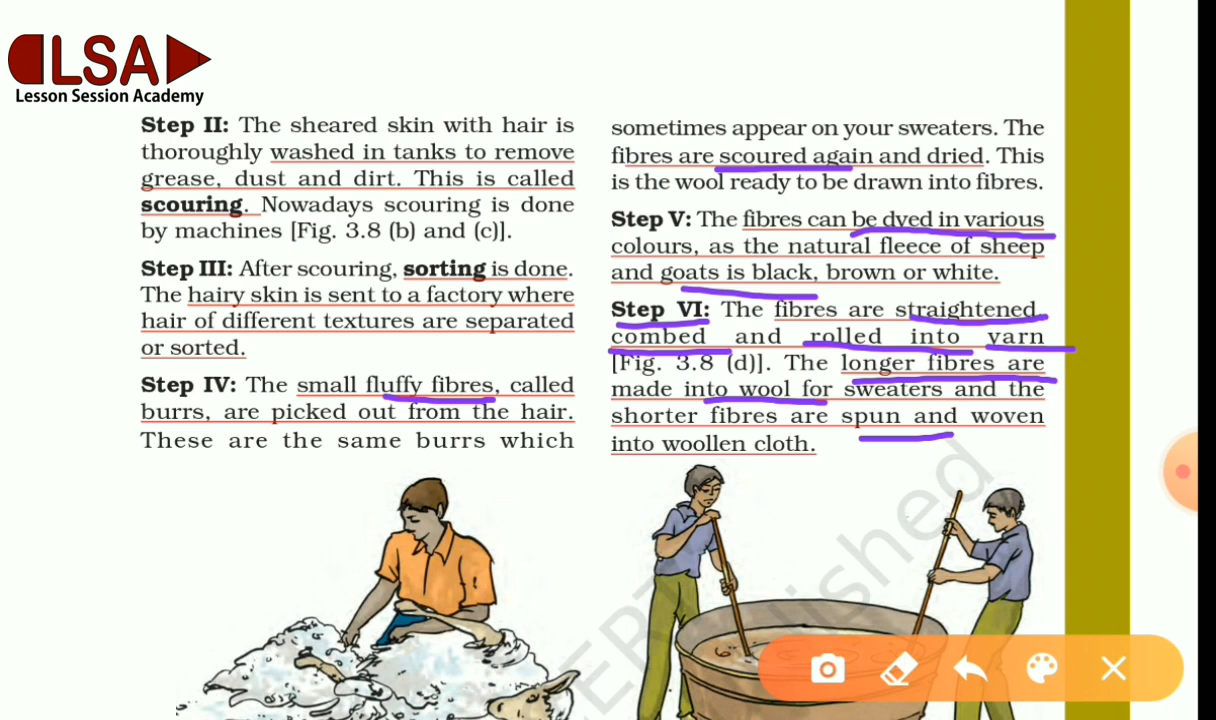 LSA
Lesson Session Academy
Step II: The sheared skin with hair is
thoroughly washed in tanks to remove
grease, dust and dirt. This is called
scouring. Nowadays scouring is done
by machines [Fig. 3.8 (b) and (c)].
Step III: After scouring, sorting is done.
The hairy skin is sent to a factory where
hair of different textures are separated
or sorted.
Step IV: The small fluffy fibres, called
burrs, are picked out from the hair.
These are the same burrs which
sometimes appear on your sweaters. The
fibres are scoured again and dried. This
is the wool ready to be drawn into fibres.
Step V: The fibres can be dyed in various
colours, as the natural fleece of sheep
and goats is black, brown or white.
Step VI: The fibres are straightened,
combed and rolled into yarn
[Fig. 3.8 (d)]. The longer fibres are
made into wool for sweaters and the
shorter fibres are spun and woven
into woollen cloth.